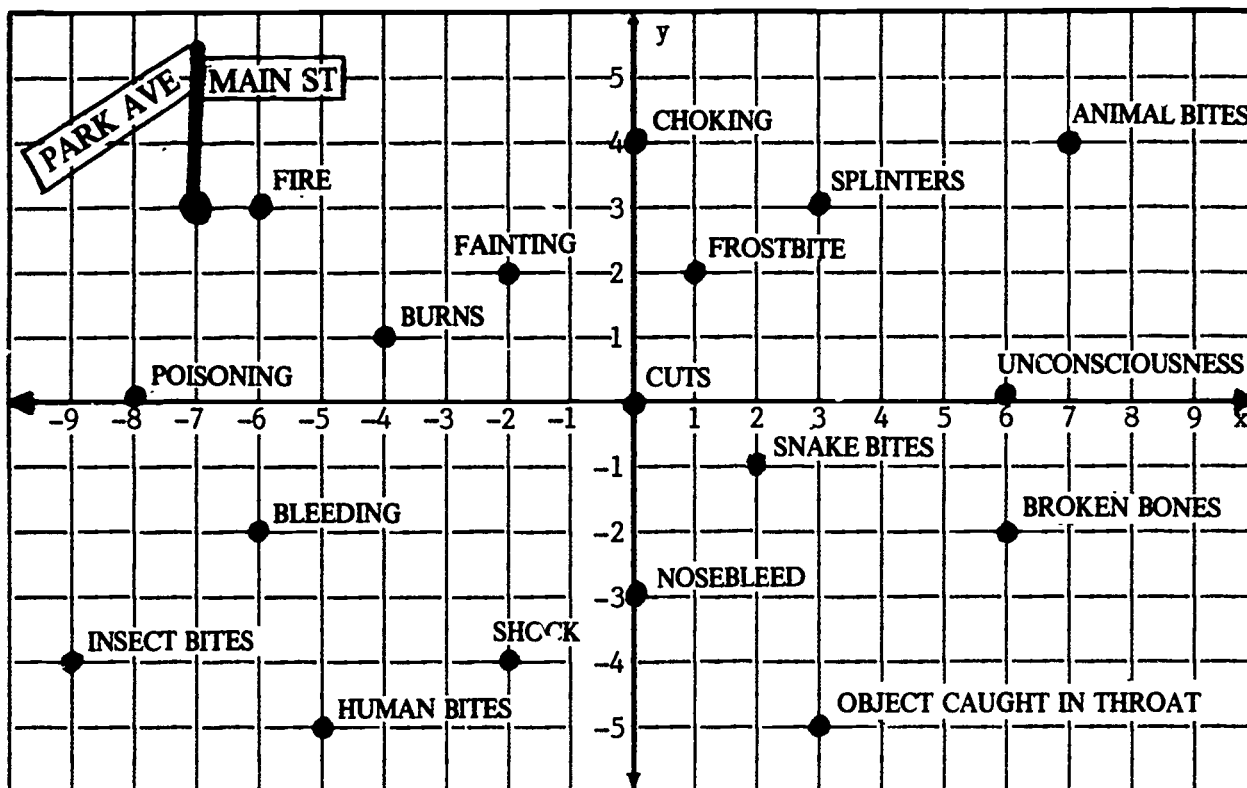 y
PARK AVE
MAIN ST
5
CHOKING
ANIMAL BITES
4
FIRE
SPLINTERS
3
FAINTING
FROSTBITE
2
BURNS
1
POISONING
CUTS
UNCONSCIOUSNESS
-9 -8 -7 -6 -5 -4 -3 -2 -1 1 2 3 4 5 6 7 8 9 x
SNAKE BITES
-1
BLEEDING
BROKEN BONES
-2
NOSEBLEED
-3
INSECT BITES
SHOCK
-4
HUMAN BITES
OBJECT CAUGHT IN THROAT
-5